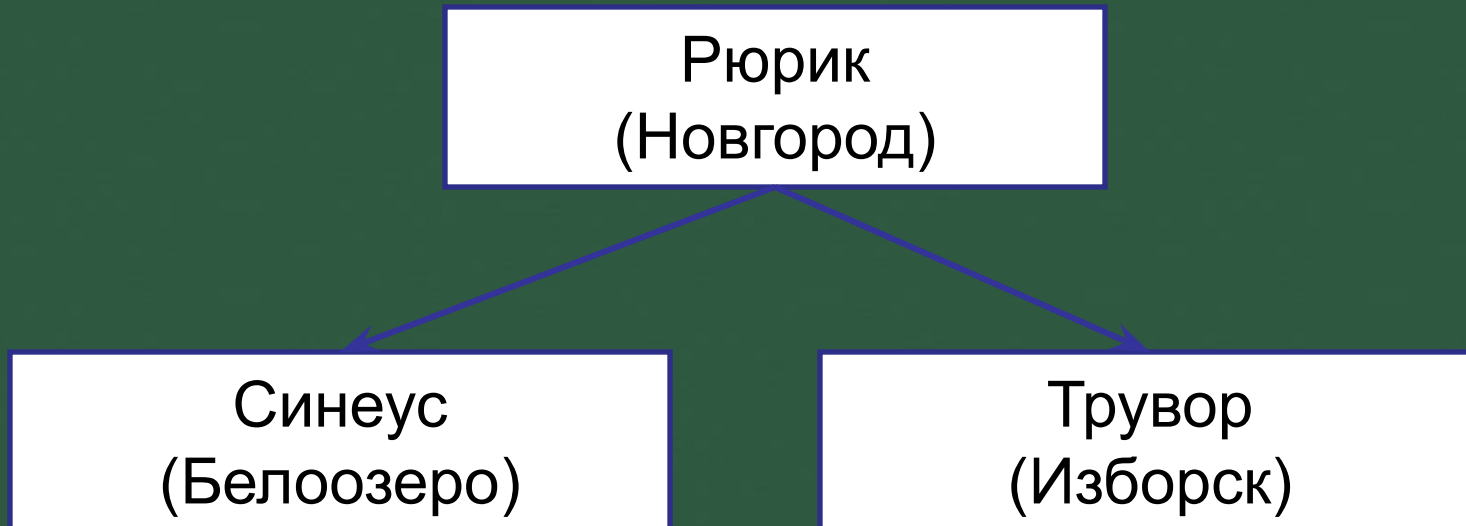 Рюрик
(Новгород)
Синеус
(Белоозеро)
Трувор
(Изборск)